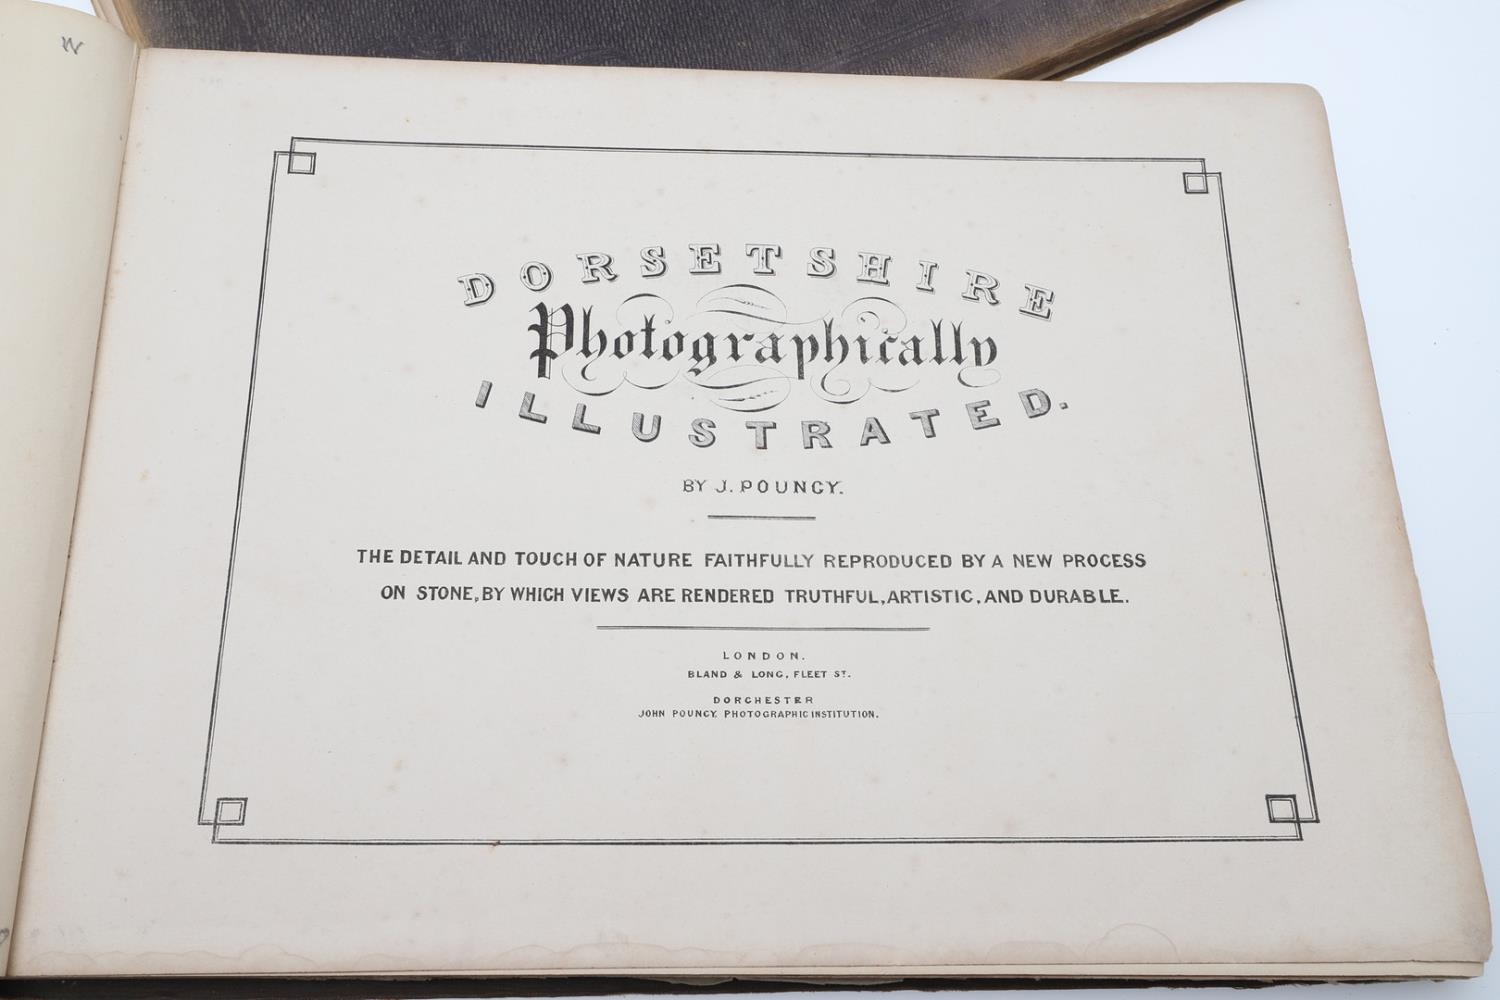 W
DORSETSHIRE
Photographically
ILLUSTRATED.
BY J. POUNCY.
THE DETAIL AND TOUCH OF NATURE FAITHFULLY REPRODUCED BY A NEW PROCESS
ON STONE, BY WHICH VIEWS ARE RENDERED TRUTHFUL, ARTISTIC, AND DURABLE.
LONDON.
BLAND & LONG, FLEET ST.
DORCHESTER
JOHN POUNCY. PHOTOGRAPHIC INSTITUTION.